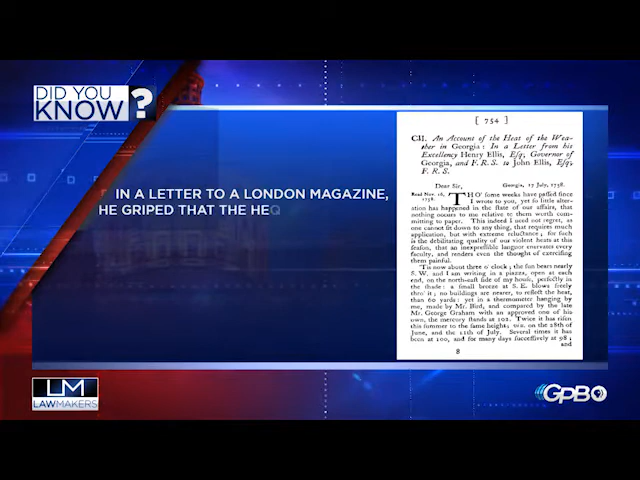 DID YOU
KNOW?
IN A LETTER TO A LONDON MAGAZINE,
HE GRIPED THAT THE HE
[ 754 ]
CII. An Account of the Heat of the Wea-
ther in Georgia: In a Letter from his
Excellency Henry Ellis, Esq; Governor of
Georgia, and F. R. S. to John Ellis, Esq;
F. R. S.
Dear Sir,
Georgia, 17 July, 1758.
Read Nov. 16,
1758.
THO' some weeks have passed since
I wrote to you, yet so little alter-
ation has happened in the state of our affairs, that
nothing occurs to me relative to them worth com-
mitting to paper. This indeed I need not regret, as
one cannot sit down to any thing, that requires much
application, but with extreme reluctance; for such
is the debilitating quality of our violent heats at this
season, that an inexpressible languor enervates every
faculty, and renders even the thought of exercising
them painful.
'Tis now about three o'clock; the sun bears nearly
S. W. and I am writing in a piazza, open at each
end, on the north-east side of my house, perfectly in
the shade: a small breeze at S. E. blows freely
thro' it; no buildings are nearer, to reflect the heat,
than 60 yards: yet in a thermometer hanging by
me, made by Mr. Bird, and compared by the late
Mr. George Graham with an approved one of his
own, the mercury stands at 102. Twice it has risen
this summer to the same height; viz. on the 28th of
June, and the 11th of July. Several times it has
been at 100, and for many days successively at 98;
and
8
LM
LAWMAKERS
GPB